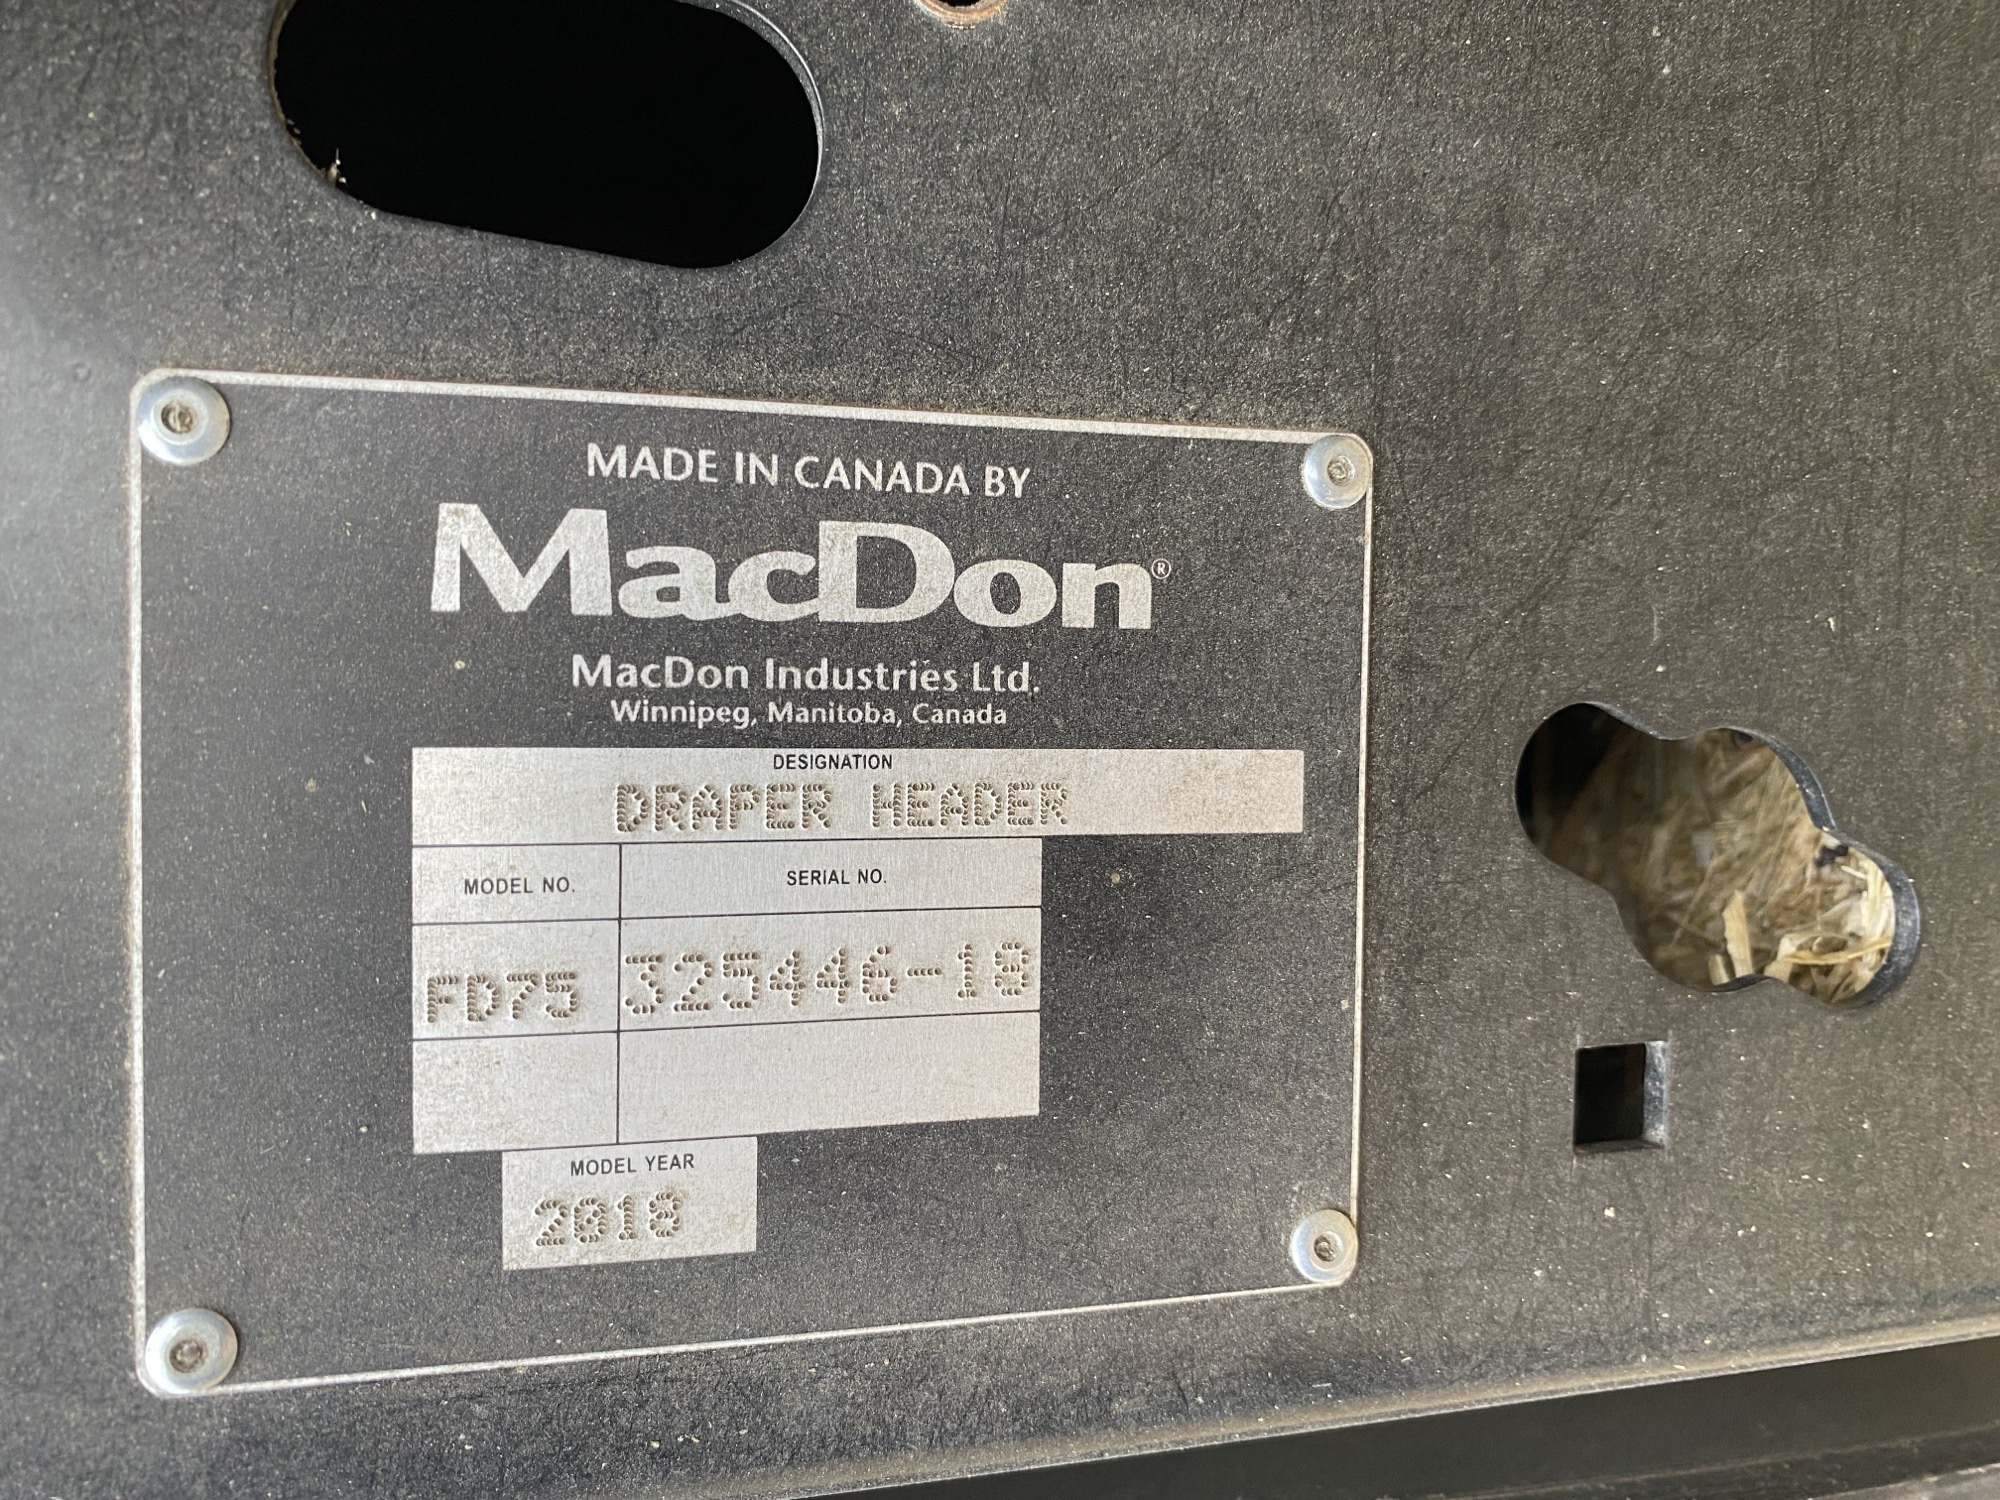 MADE IN CANADA BY
MacDon®
MacDon Industries Ltd.
Winnipeg, Manitoba, Canada
DESIGNATION
DRAPER HEADER
MODEL NO. SERIAL NO.
FD75 325446-18
MODEL YEAR
2018